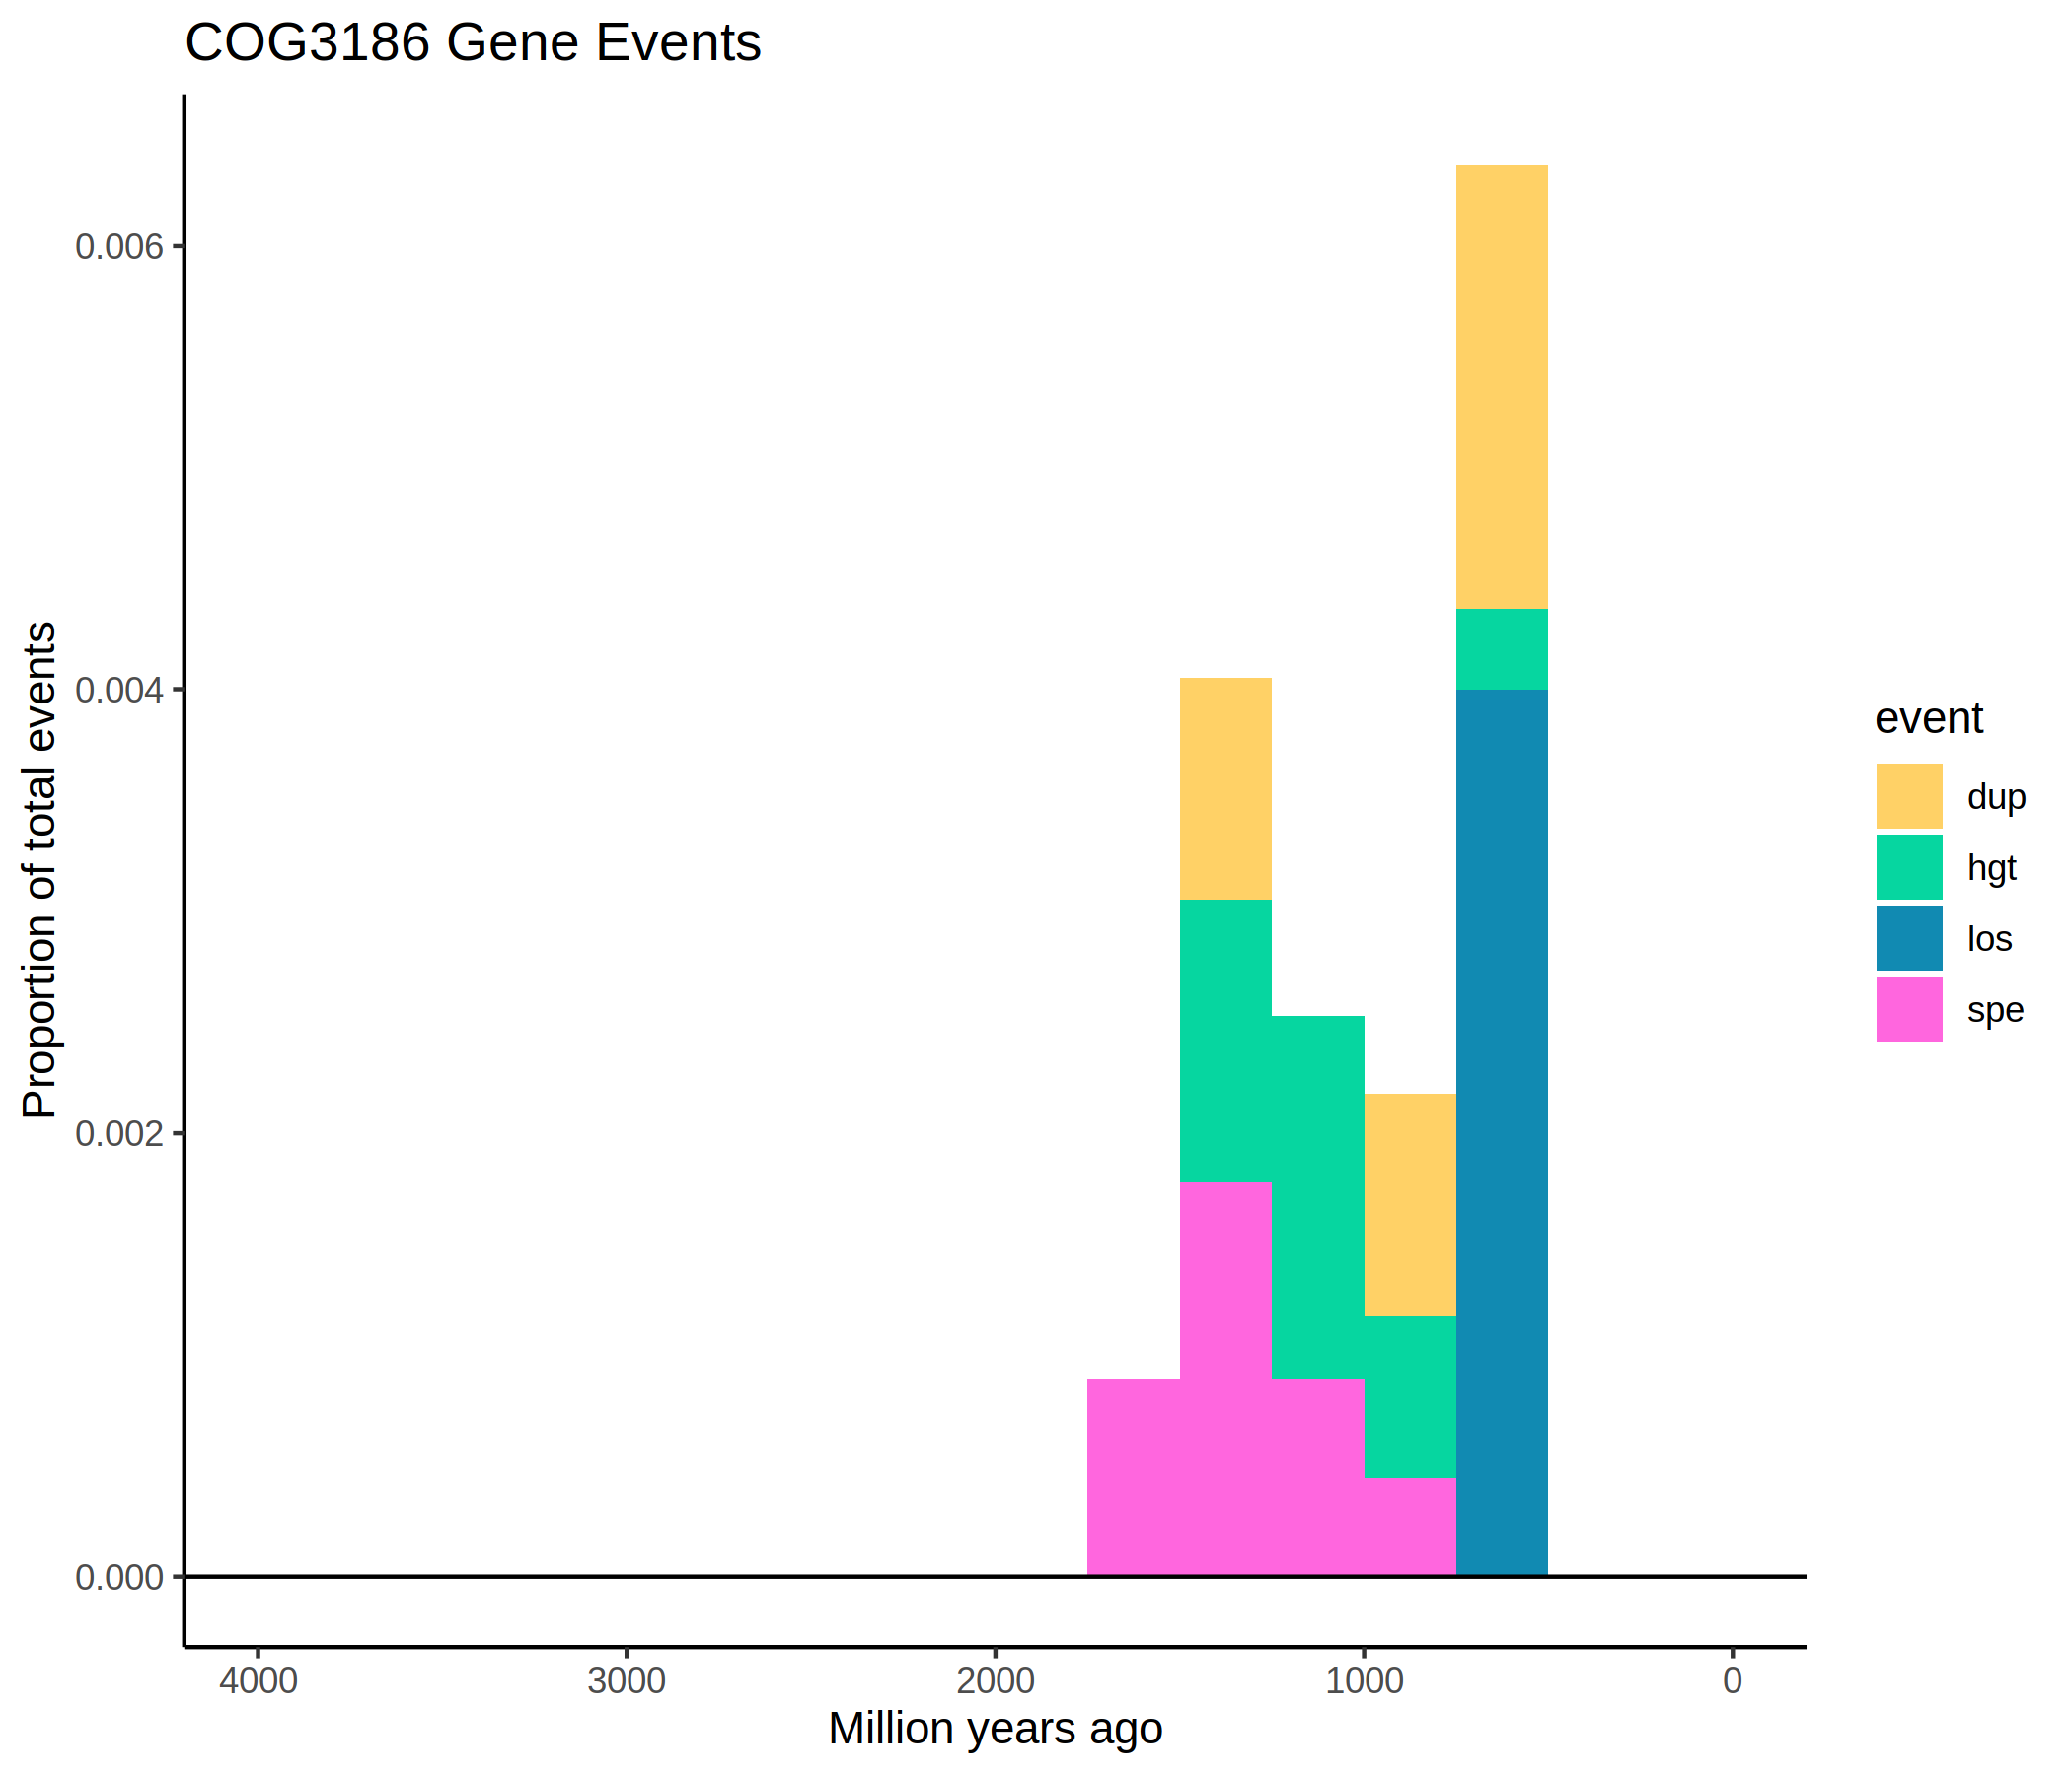 COG3186 Gene Events
Proportion of total events
0.006
0.004
0.002
0.000
4000
3000
2000
1000
0
Million years ago
event
dup
hgt
los
spe